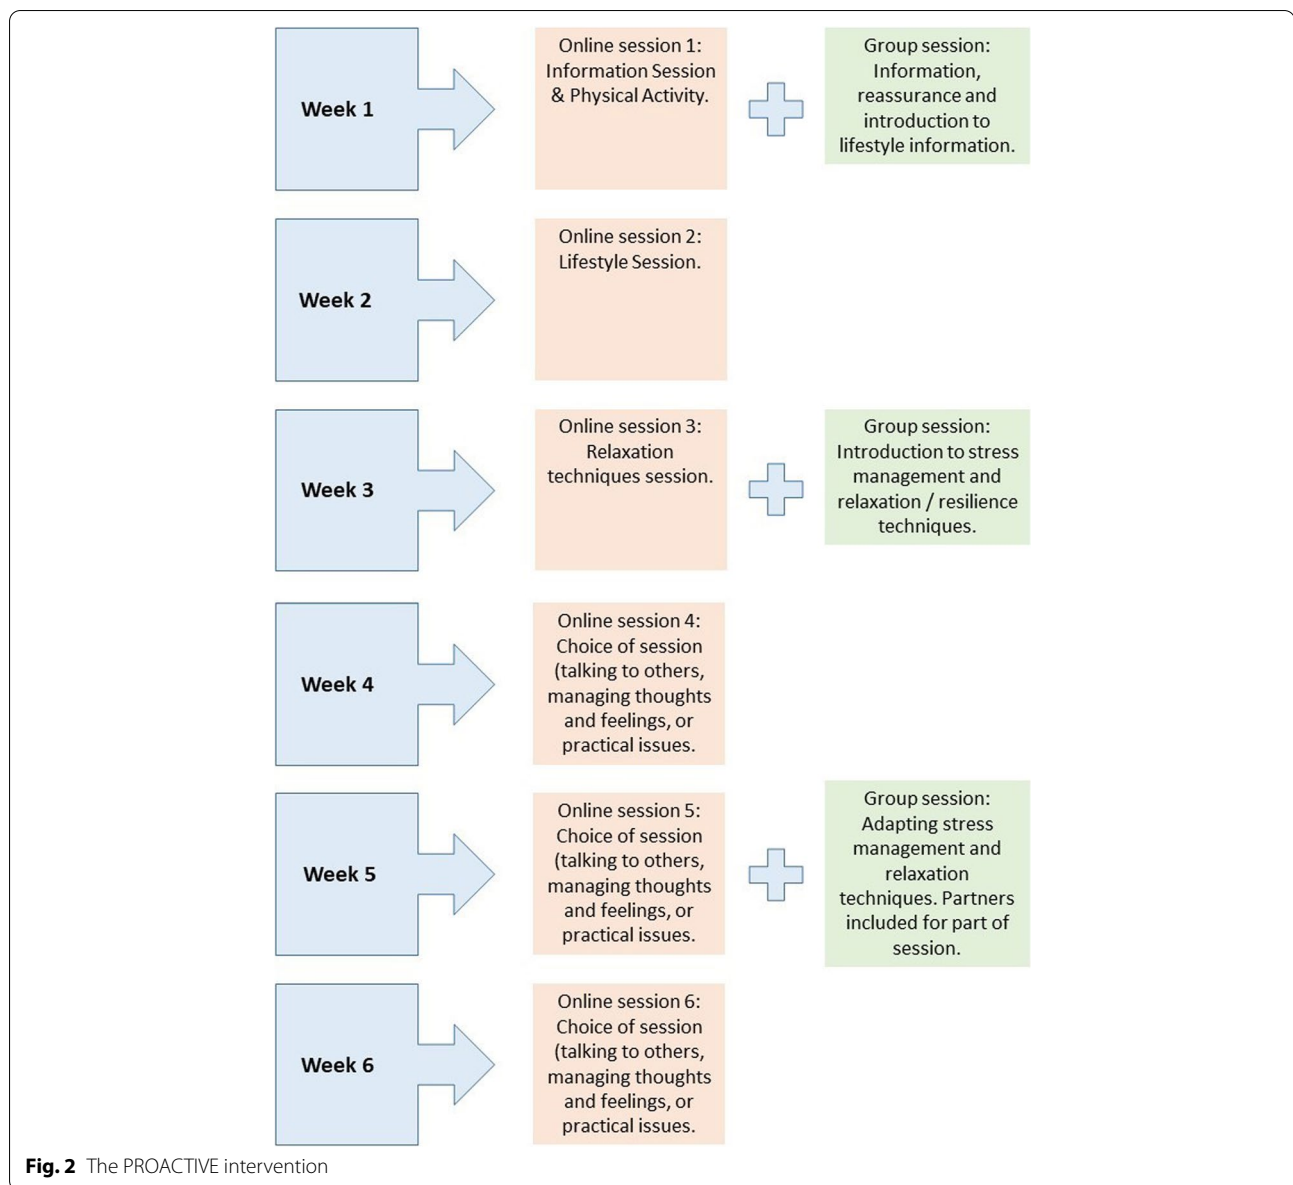 Week 1
Online session 1:
Information Session
& Physical Activity.
Group session:
Information,
reassurance and
introduction to
lifestyle information.
Week 2
Online session 2:
Lifestyle Session.
Week 3
Online session 3:
Relaxation
techniques session.
Group session:
Introduction to stress
management and
relaxation / resilience
techniques.
Week 4
Online session 4:
Choice of session
(talking to others,
managing thoughts
and feelings, or
practical issues.
Week 5
Online session 5:
Choice of session
(talking to others,
managing thoughts
and feelings, or
practical issues.
Group session:
Adapting stress
management and
relaxation
techniques. Partners
included for part of
session.
Week 6
Online session 6:
Choice of session
(talking to others,
managing thoughts
and feelings, or
practical issues.
Fig. 2 The PROACTIVE intervention